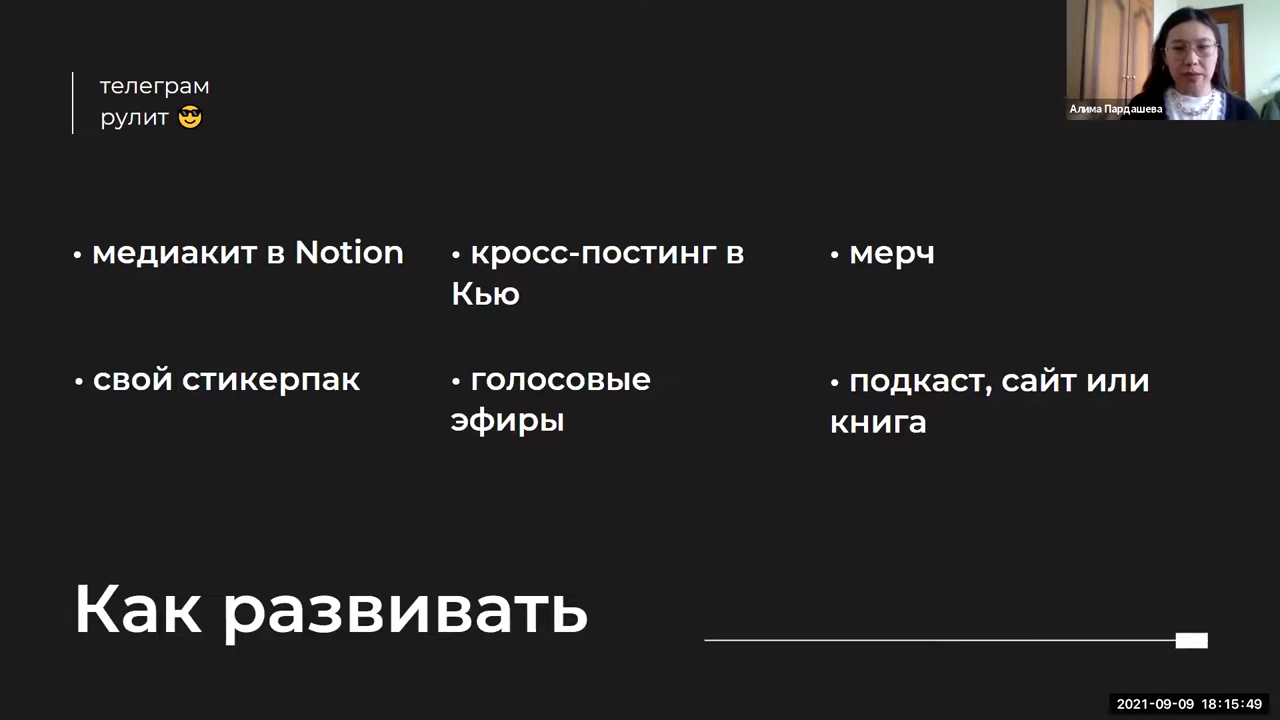 телеграм
рулит 😎
Алима Пардашева
• медиакит в Notion
• кросс-постинг в
Кью
• мерч
• свой стикерпак
• голосовые
эфиры
• подкаст, сайт или
книга
Как развивать
2021-09-09 18:15:49